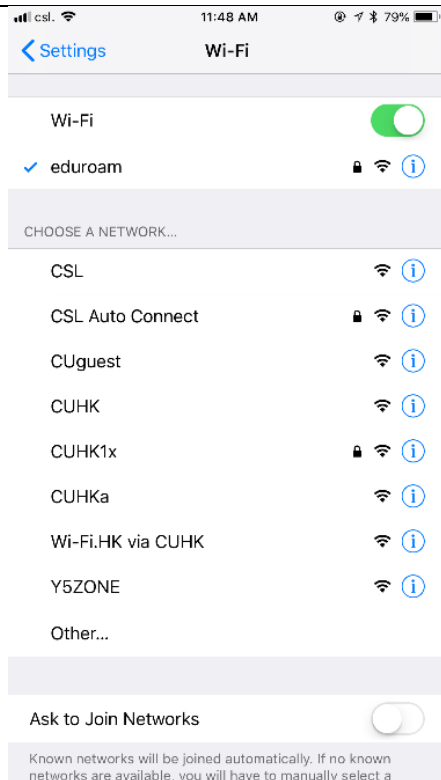 csl. 11:48 AM 79%
Settings Wi-Fi
Wi-Fi
eduroam
CHOOSE A NETWORK...
CSL
CSL Auto Connect
CUguest
CUHK
CUHK1x
CUHKa
Wi-Fi.HK via CUHK
Y5ZONE
Other...
Ask to Join Networks
Known networks will be joined automatically. If no known
networks are available, you will have to manually select a